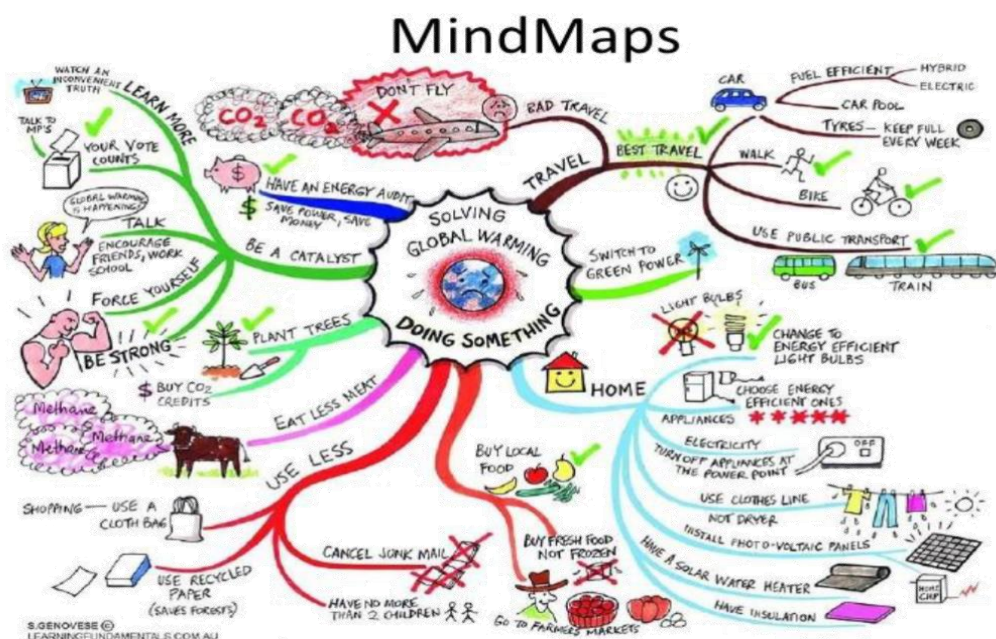 MindMaps
SOLVING
GLOBAL WARMING
DOING SOMETHING
TRAVEL
BAD TRAVEL
DON'T FLY
CO2
CO2
BEST TRAVEL
CAR
FUEL EFFICIENT
HYBRID
ELECTRIC
CAR POOL
TYRES — KEEP FULL
EVERY WEEK
WALK
BIKE
USE PUBLIC TRANSPORT
BUS
TRAIN
SWITCH TO
GREEN POWER
HOME
LIGHT BULBS
CHANGE TO
ENERGY EFFICIENT
LIGHT BULBS
APPLIANCES
CHOOSE ENERGY
EFFICIENT ONES
ELECTRICITY
TURN OFF APPLIANCES AT
THE POWER POINT
OFF
USE CLOTHES LINE
NOT DRYER
INSTALL PHOTO-VOLTAIC PANELS
HAVE A SOLAR WATER HEATER
HAVE INSULATION
BUY LOCAL
FOOD
BUY FRESH FOOD
NOT FROZEN
GO TO FARMERS MARKETS
USE LESS
SHOPPING — USE A
CLOTH BAG
USE RECYCLED
PAPER
(SAVES FORESTS)
CANCEL JUNK MAIL
HAVE NO MORE
THAN 2 CHILDREN
EAT LESS MEAT
Methane
Methane
Methane
PLANT TREES
$ BUY CO2
CREDITS
BE A CATALYST
LEARN MORE
WATCH AN
INCONVENIENT
TRUTH
TALK TO
MP'S
YOUR VOTE
COUNTS
GLOBAL WARMING
IS HAPPENING!
TALK
ENCOURAGE
FRIENDS, WORK
SCHOOL
FORCE YOURSELF
BE STRONG
HAVE AN ENERGY AUDIT
$ SAVE POWER, SAVE
MONEY
$
S.GENOVESE ©
LEARNINGFUNDAMENTALS.COM.AU